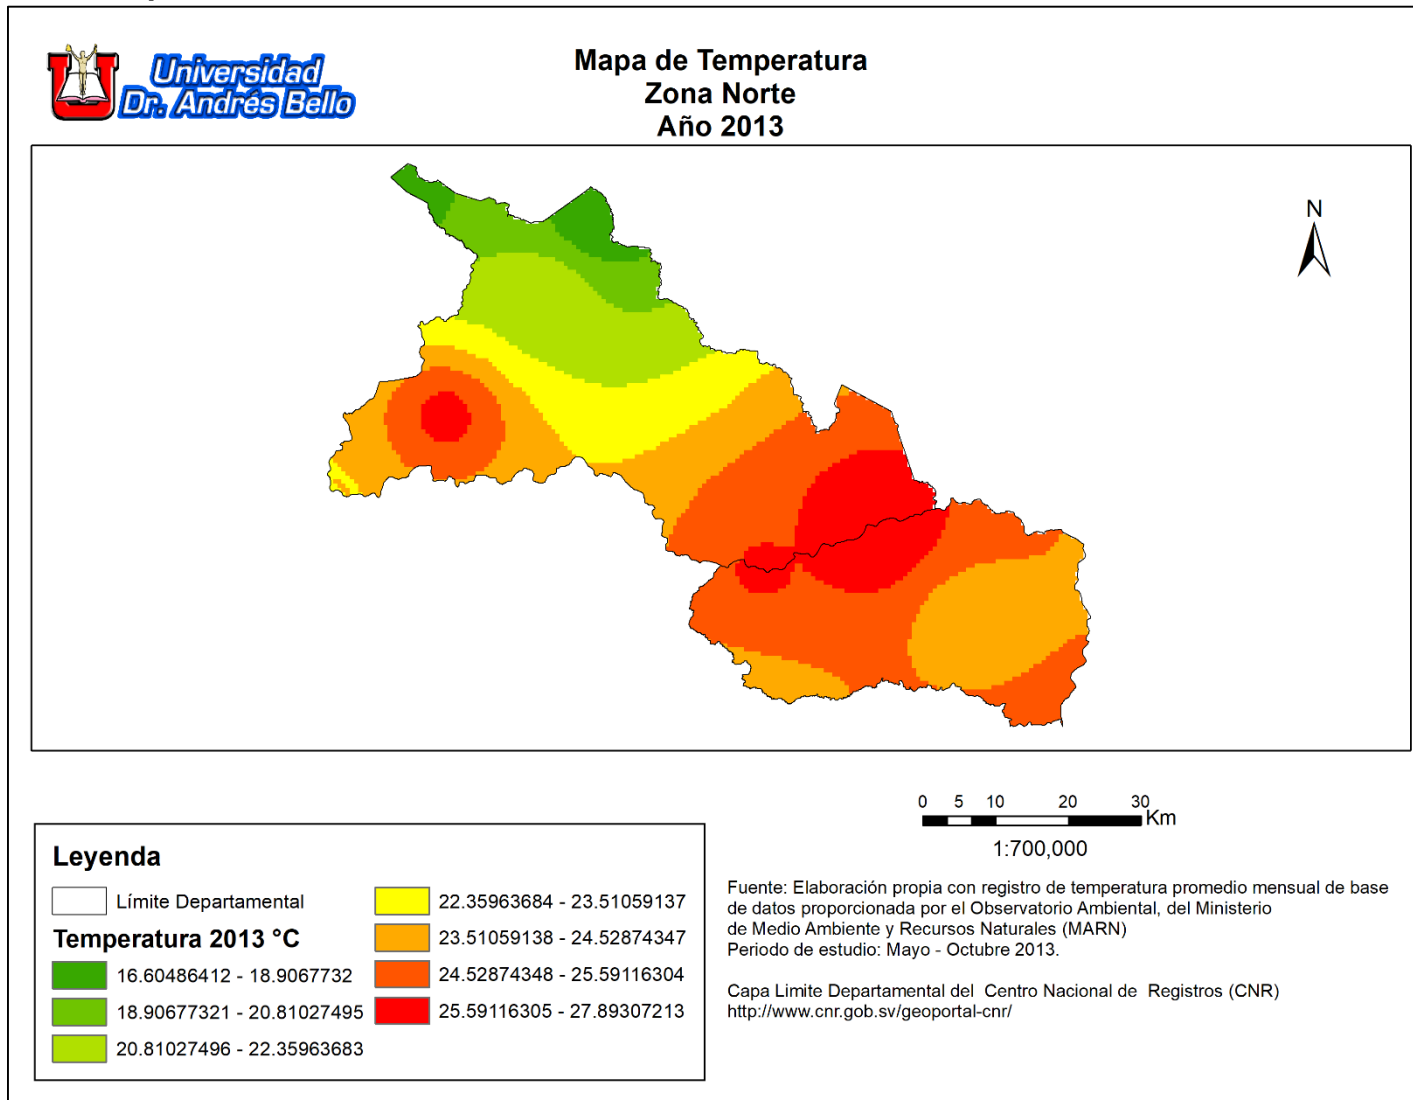 Universidad
Dr. Andrés Bello
Mapa de Temperatura
Zona Norte
Año 2013
N
0 5 10 20 30
Km
1:700,000
Leyenda
Límite Departamental
Temperatura 2013 °C
16.60486412 - 18.9067732
18.90677321 - 20.81027495
20.81027496 - 22.35963683
22.35963684 - 23.51059137
23.51059138 - 24.52874347
24.52874348 - 25.59116304
25.59116305 - 27.89307213
Fuente: Elaboración propia con registro de temperatura promedio mensual de base
de datos proporcionada por el Observatorio Ambiental, del Ministerio
de Medio Ambiente y Recursos Naturales (MARN)
Periodo de estudio: Mayo - Octubre 2013.
Capa Limite Departamental del Centro Nacional de Registros (CNR)
http://www.cnr.gob.sv/geoportal-cnr/